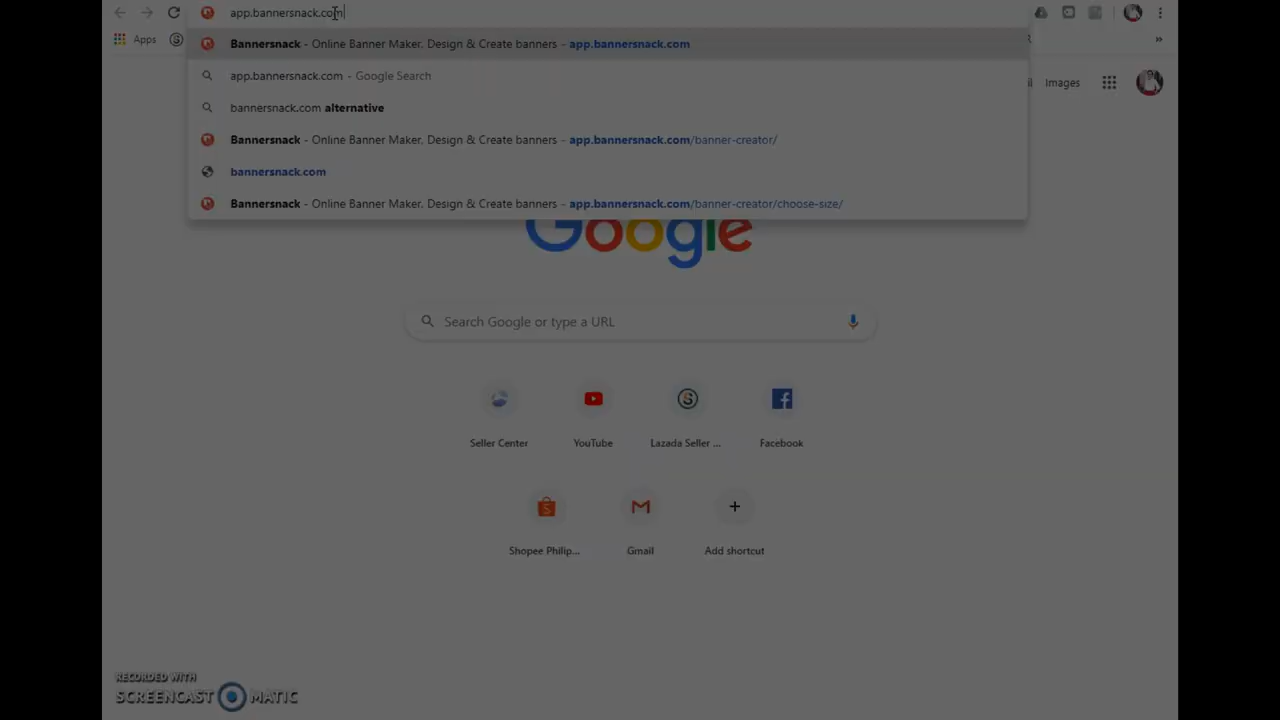 app.bannersnack.com
Bannersnack - Online Banner Maker. Design & Create banners - app.bannersnack.com
Apps
app.bannersnack.com - Google Search
Images
bannersnack.com alternative
Bannersnack - Online Banner Maker. Design & Create banners - app.bannersnack.com/banner-creator/
bannersnack.com
Bannersnack - Online Banner Maker. Design & Create banners - app.bannersnack.com/banner-creator/choose-size/
Google
Search Google or type a URL
Seller Center
YouTube
Lazada Seller ...
Facebook
Shopee Philip...
Gmail
Add shortcut
RECORDED WITH
SCREENCAST MATIC